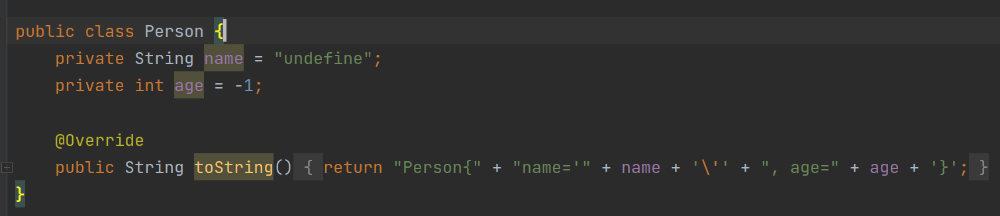 public class Person {
    private String name = "undefine";
    private int age = -1;
    @Override
    public String toString() { return "Person{" + "name='" + name + '\'' + ", age=" + age + '}'; }
}